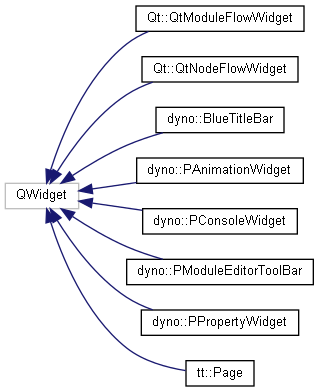 Qt::QtModuleFlowWidget
Qt::QtNodeFlowWidget
dyno::BlueTitleBar
dyno::PAnimationWidget
QWidget
dyno::PConsoleWidget
dyno::PModuleEditorToolBar
dyno::PPropertyWidget
tt::Page